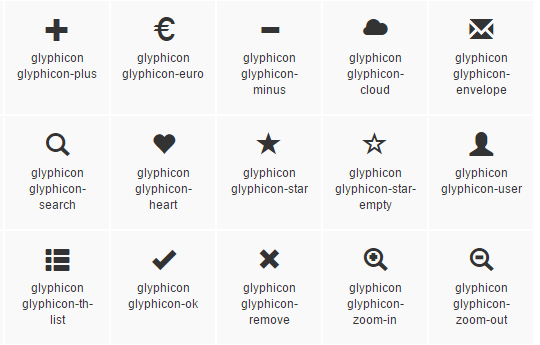 glyphicon
glyphicon-plus
glyphicon
glyphicon-euro
glyphicon
glyphicon-
minus
glyphicon
glyphicon-
cloud
glyphicon
glyphicon-
envelope
glyphicon
glyphicon-
search
glyphicon
glyphicon-
heart
glyphicon
glyphicon-star
glyphicon
glyphicon-star-
empty
glyphicon
glyphicon-user
glyphicon
glyphicon-th-
list
glyphicon
glyphicon-ok
glyphicon
glyphicon-
remove
glyphicon
glyphicon-
zoom-in
glyphicon
glyphicon-
zoom-out